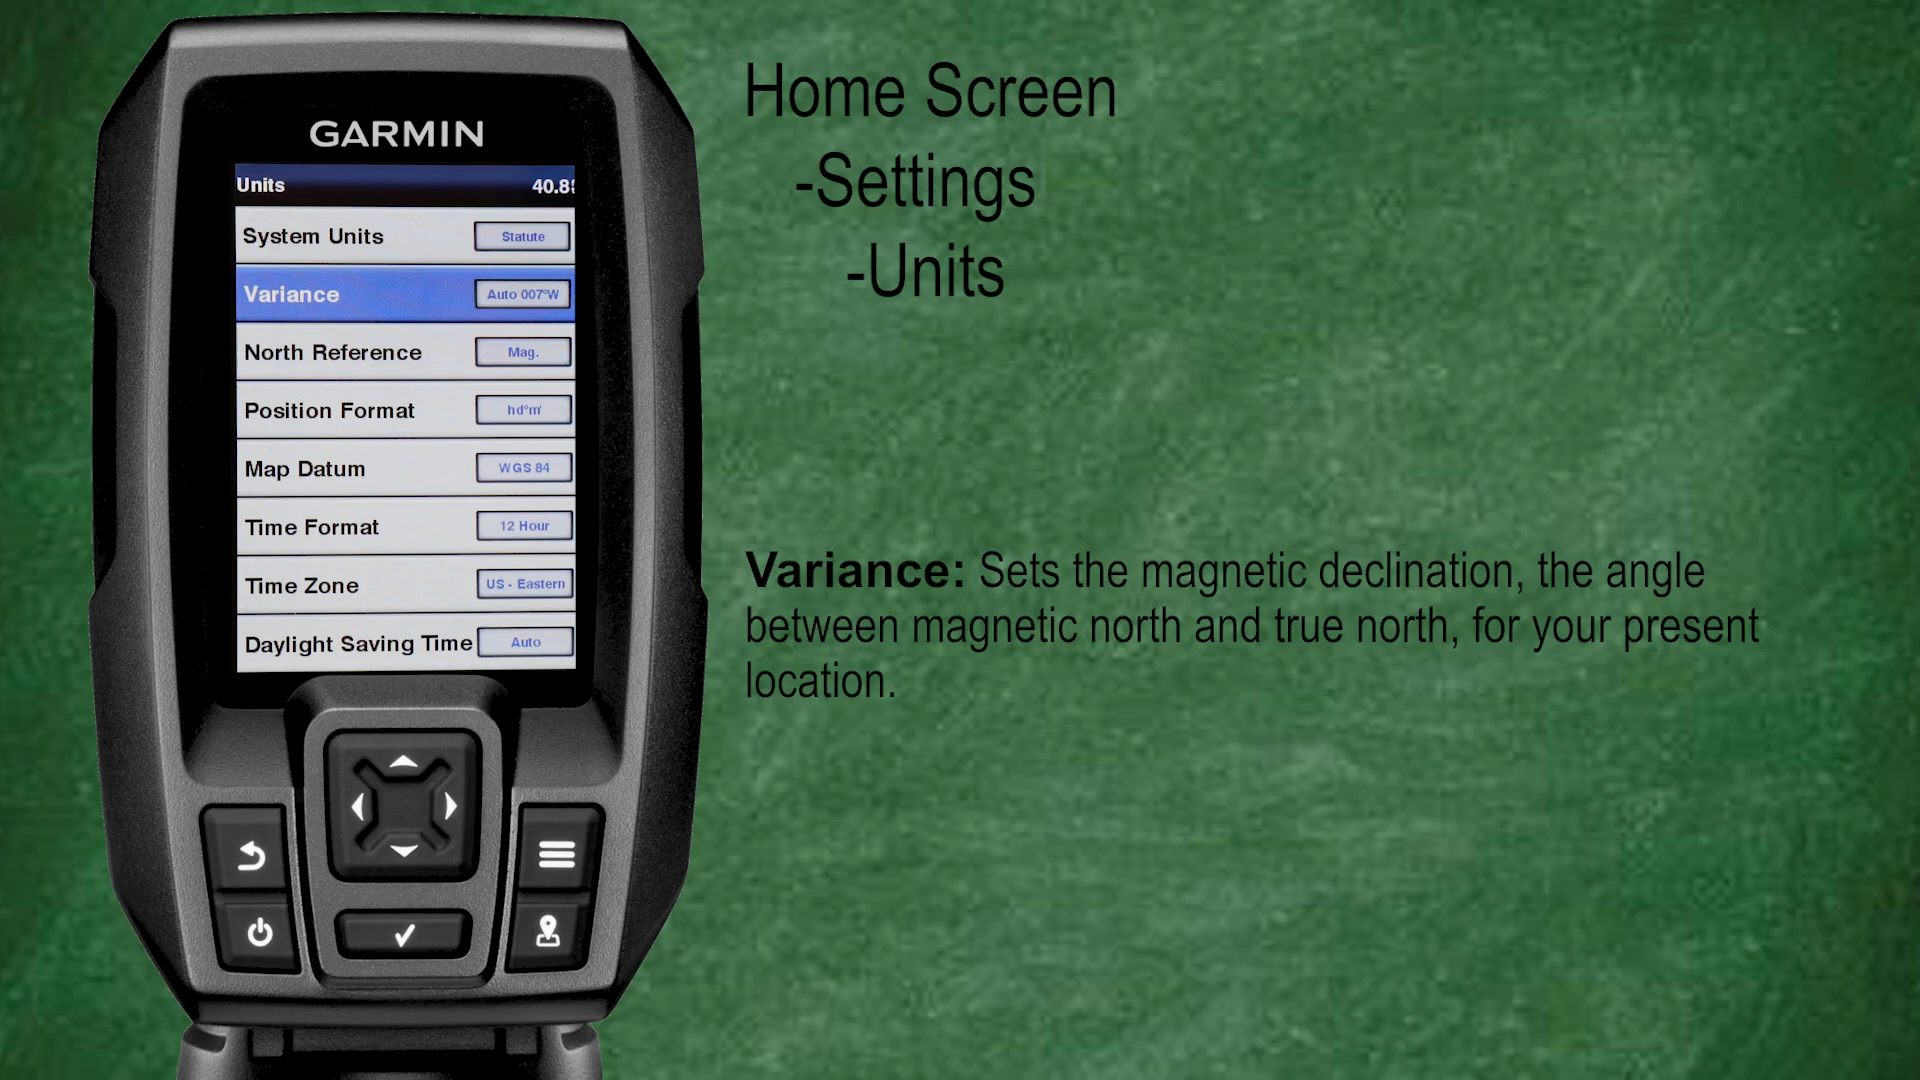 GARMIN
Units 40.8
System Units Statute
Variance Auto 007°W
North Reference Mag.
Position Format hd°m'
Map Datum WGS 84
Time Format 12 Hour
Time Zone US - Eastern
Daylight Saving Time Auto
Home Screen
-Settings
-Units
Variance: Sets the magnetic declination, the angle
between magnetic north and true north, for your present
location.